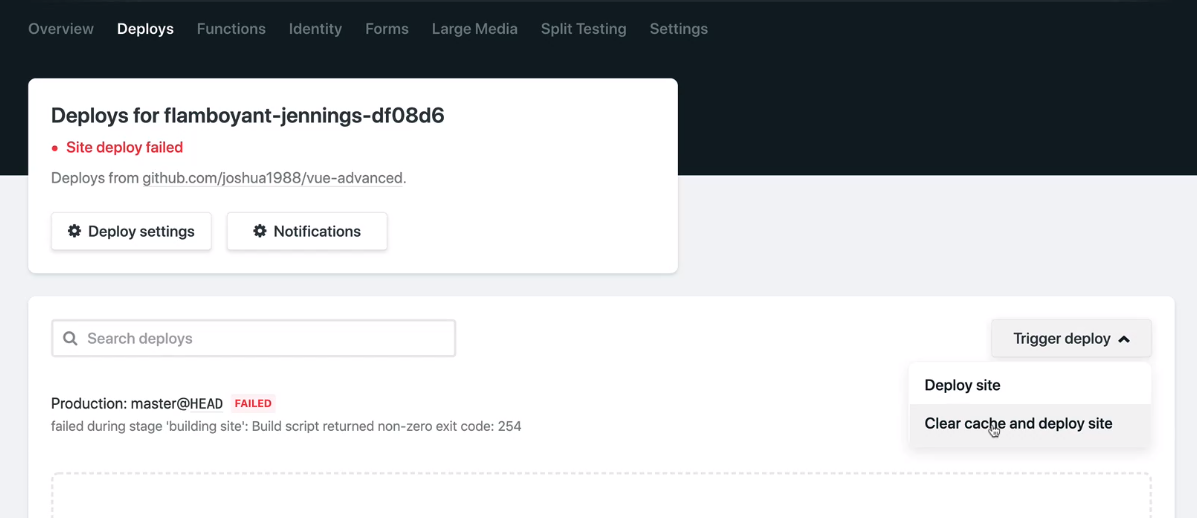 Overview Deploys Functions Identity Forms Large Media Split Testing Settings
Deploys for flamboyant-jennings-df08d6
Site deploy failed
Deploys from github.com/joshua1988/vue-advanced.
Deploy settings Notifications
Search deploys
Trigger deploy
Deploy site
Clear cache and deploy site
Production: master@HEAD FAILED
failed during stage 'building site': Build script returned non-zero exit code: 254